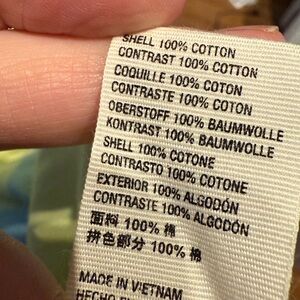 SHELL 100% COTTON
CONTRAST 100% COTTON
COQUILLE 100% COTON
CONTRASTE 100% COTON
OBERSTOFF 100% BAUMWOLLE
KONTRAST 100% BAUMWOLLE
SHELL 100% COTONE
CONTRASTO 100% COTONE
EXTERIOR 100% ALGODÓN
CONTRASTE 100% ALGODÓN
面料 100% 棉
拼色部分 100% 棉
MADE IN VIETNAM
HECHO